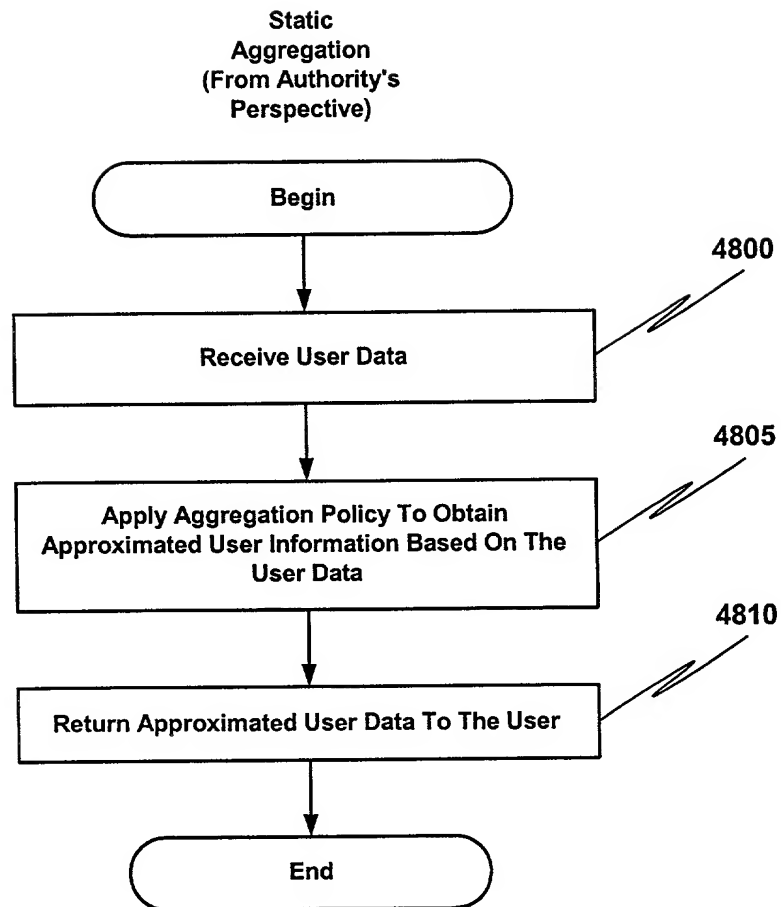 Static
Aggregation
(From Authority's
Perspective)
Begin
4800
Receive User Data
4805
Apply Aggregation Policy To Obtain
Approximated User Information Based On The
User Data
4810
Return Approximated User Data To The User
End